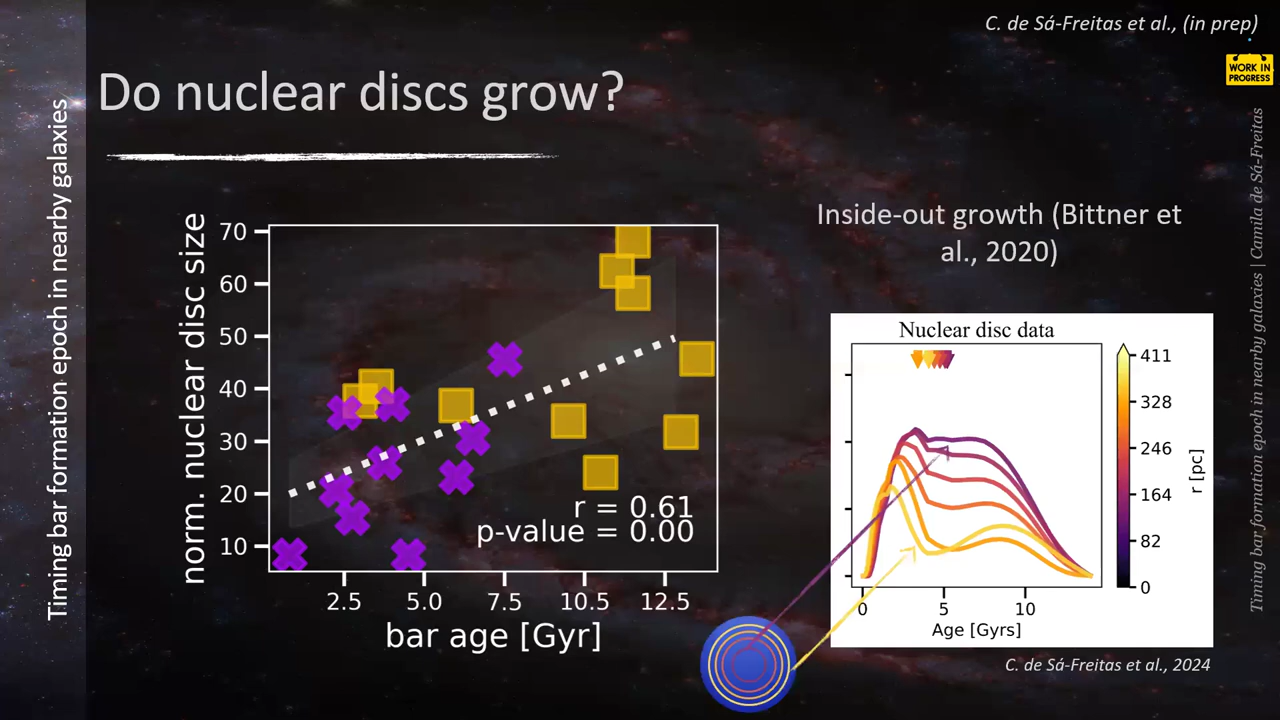 C. de Sá-Freitas et al., (in prep)
WORK IN
PROGRESS
Do nuclear discs grow?
Timing bar formation epoch in nearby galaxies
Timing bar formation epoch in nearby galaxies | Camila de Sá-Freitas
norm. nuclear disc size
70
60
50
40
30
20
10
r = 0.61
p-value = 0.00
2.5 5.0 7.5 10.5 12.5
bar age [Gyr]
Inside-out growth (Bittner et
al., 2020)
Nuclear disc data
411
328
246
164
82
0
r [pc]
0 5 10
Age [Gyrs]
C. de Sá-Freitas et al., 2024